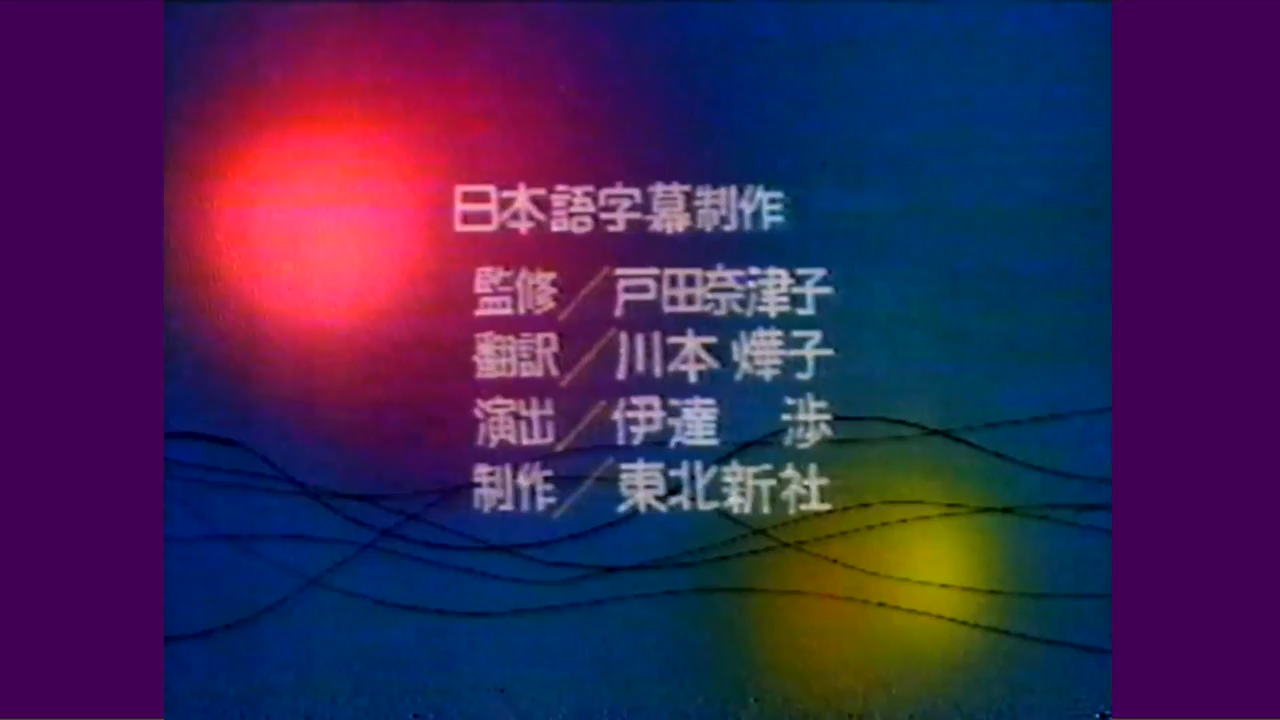 日本語字幕制作
監修／戸田奈津子
翻訳／川本 燁子
演出／伊達 渉
制作／東北新社